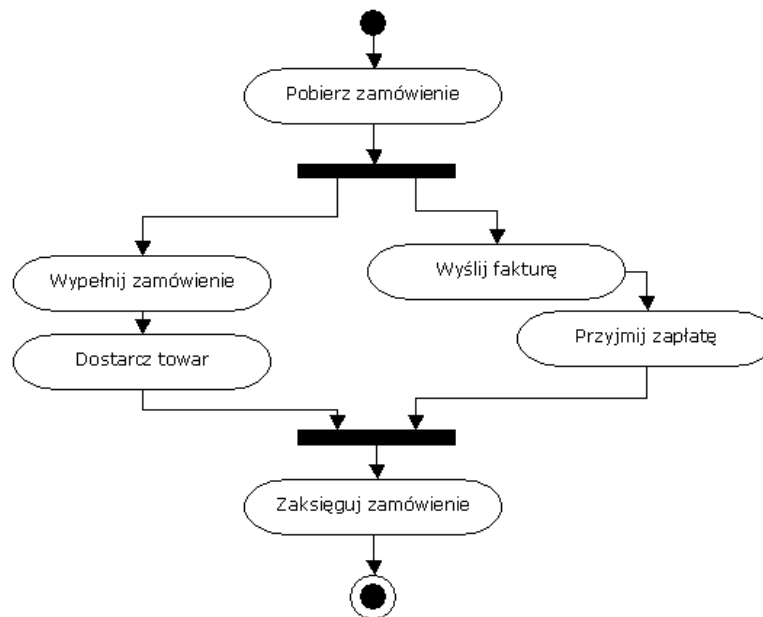 Pobierz zamówienie
Wypełnij zamówienie
Wyślij fakturę
Dostarcz towar
Przyjmij zapłatę
Zaksięguj zamówienie